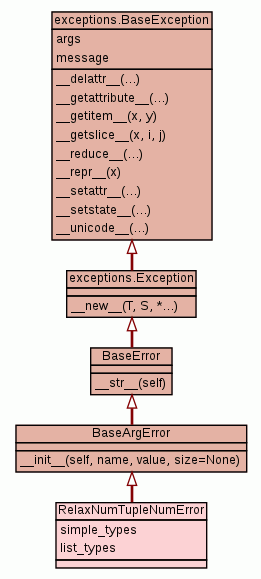 exceptions.BaseException
args
message
__delattr__(...)
__getattribute__(...)
__getitem__(x, y)
__getslice__(x, i, j)
__reduce__(...)
__repr__(x)
__setattr__(...)
__setstate__(...)
__unicode__(...)
exceptions.Exception
__new__(T, S, *...)
BaseError
__str__(self)
BaseArgError
__init__(self, name, value, size=None)
RelaxNumTupleNumError
simple_types
list_types